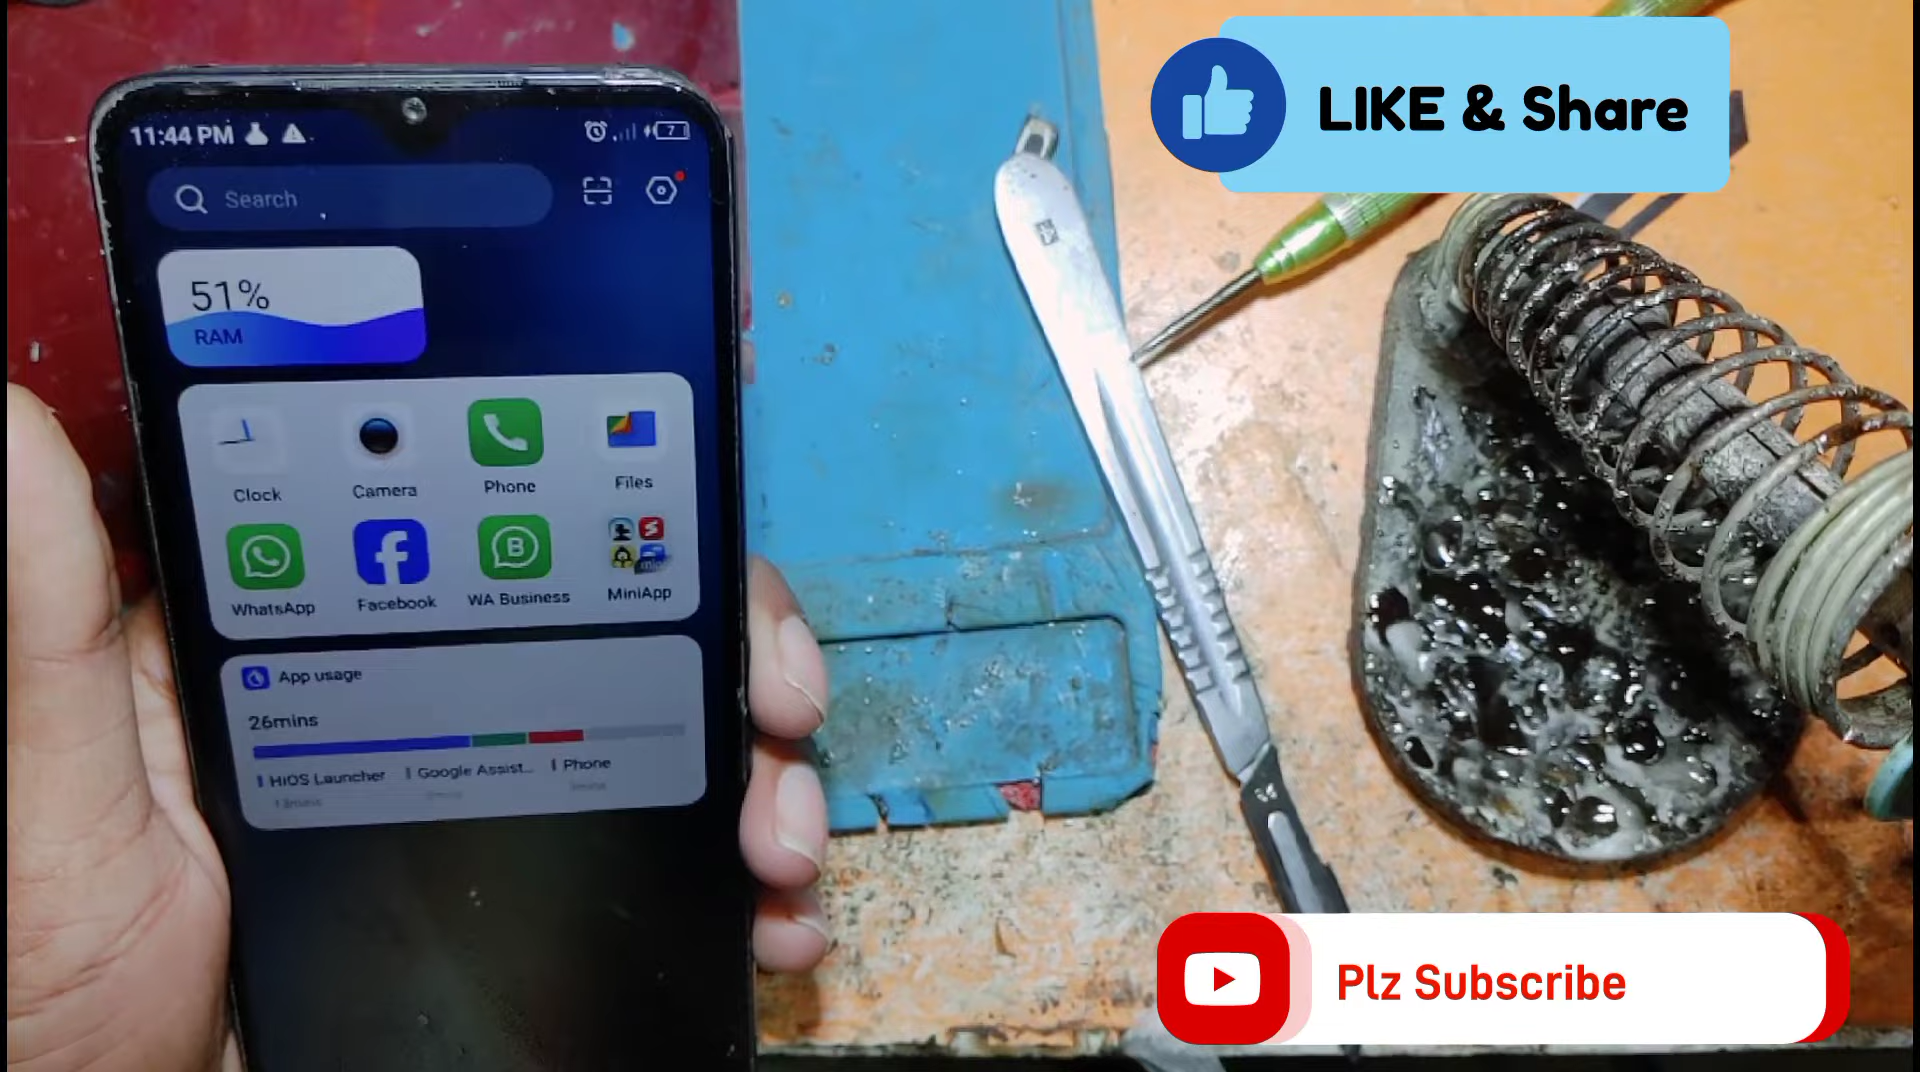 11:44 PM
7
Search
51%
RAM
Clock
Camera
Phone
Files
WhatsApp
Facebook
WA Business
MiniApp
App usage
26mins
HiOS Launcher
Google Assist...
Phone
LIKE & Share
Plz Subscribe